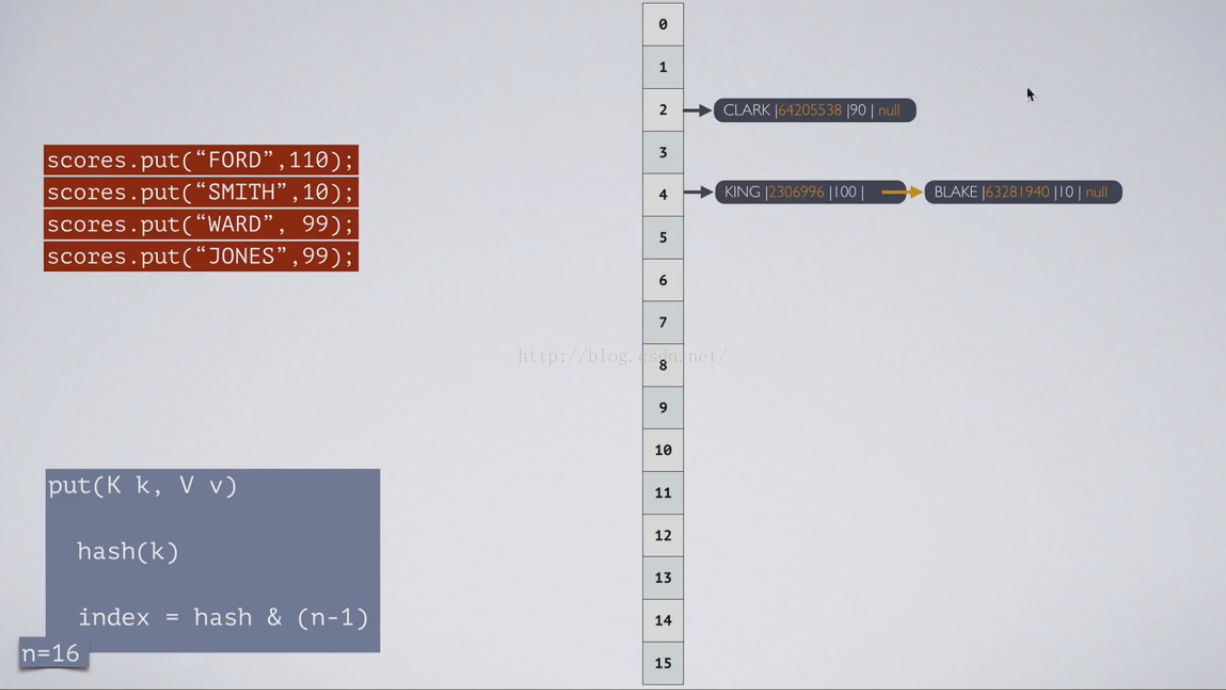 scores.put(“FORD”,110);
scores.put(“SMITH”,10);
scores.put(“WARD”, 99);
scores.put(“JONES”,99);
put(K k, V v)
hash(k)
index = hash & (n-1)
n=16
0
1
2
CLARK |64205538 |90 | null
3
4
KING |2306996 |100 |
BLAKE |63281940 |10 | null
5
6
7
http://blog.csdn.net/
8
9
10
11
12
13
14
15